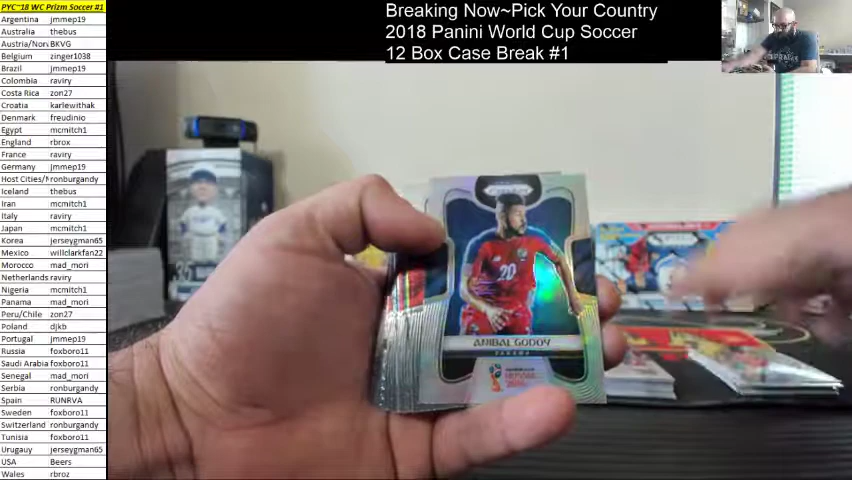 PYC~18 WC Prizm Soccer #1
Argentina jmmep19
Australia thebus
Austria/Nor BKVG
Belgium zinger1038
Brazil jmmep19
Colombia raviry
Costa Rica zon27
Croatia karlewithak
Denmark freudinio
Egypt mcmitch1
England rbrox
France raviry
Germany jmmep19
Host Cities/ ronburgandy
Iceland thebus
Iran mcmitch1
Italy raviry
Japan mcmitch1
Korea jerseygman65
Mexico willclarkfan22
Morocco mad_mori
Netherlands raviry
Nigeria mcmitch1
Panama mad_mori
Peru/Chile zon27
Poland djkb
Portugal jmmep19
Russia foxboro11
Saudi Arabia foxboro11
Senegal mad_mori
Serbia ronburgandy
Spain RUNRVA
Sweden foxboro11
Switzerland ronburgandy
Tunisia foxboro11
Urugauy jerseygman65
USA Beers
Wales rbroz
Breaking Now~Pick Your Country
2018 Panini World Cup Soccer
12 Box Case Break #1
PRIZM
20
ANIBAL GODOY
PANAMA
35